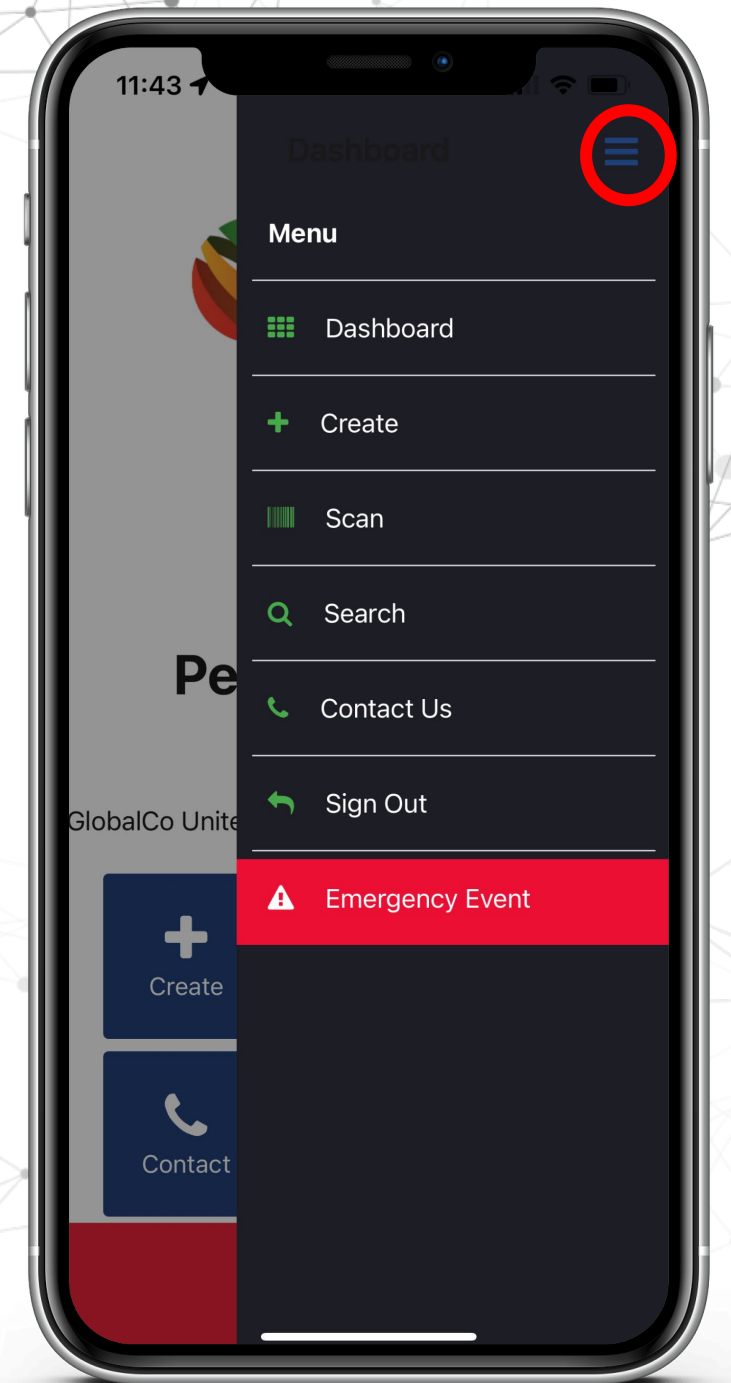 11:43
Dashboard
Menu
Dashboard
Create
Scan
Search
Pe
Contact Us
Sign Out
GlobalCo Unite
Emergency Event
Create
Contact